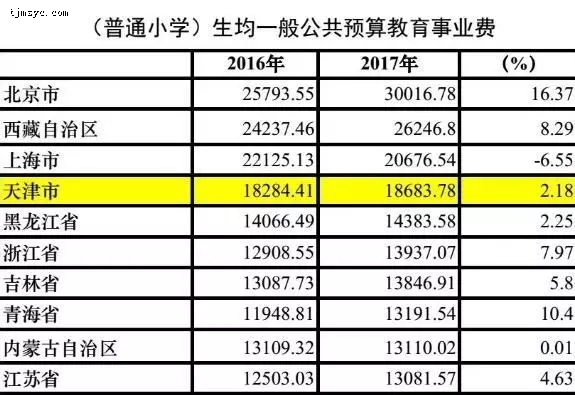 tjmsyc.com
（普通小学）生均一般公共预算教育事业费
2016年 2017年 (%)
北京市 25793.55 30016.78 16.37
西藏自治区 24237.46 26246.8 8.29
上海市 22125.13 20676.54 -6.55
天津市 18284.41 18683.78 2.18
黑龙江省 14066.49 14383.58 2.25
浙江省 12908.55 13937.07 7.97
吉林省 13087.73 13846.91 5.8
青海省 11948.81 13191.54 10.4
内蒙古自治区 13109.32 13110.02 0.01
江苏省 12503.03 13081.57 4.63